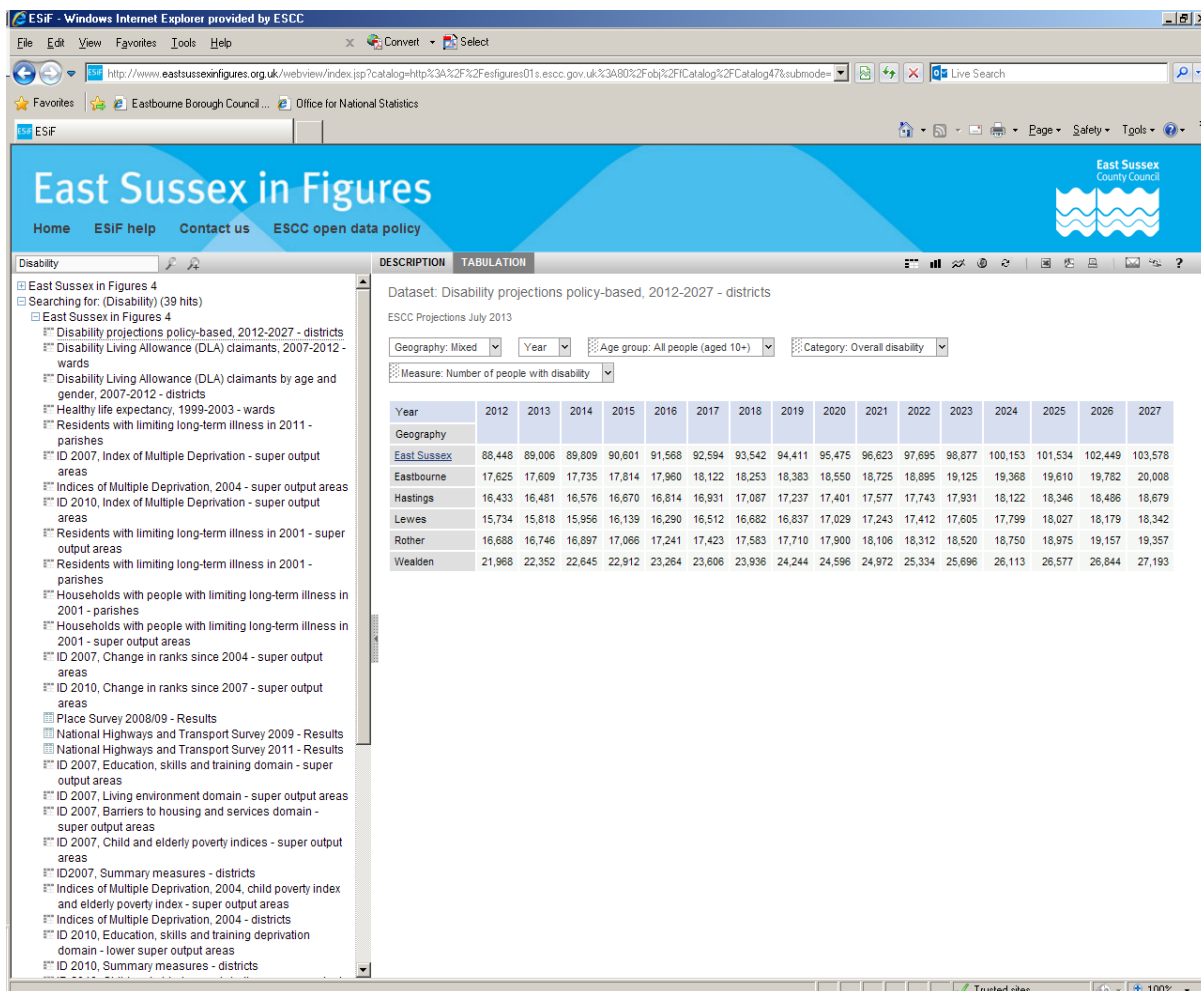 ESiF - Windows Internet Explorer provided by ESCC
File Edit View Favorites Tools Help x Convert Select
http://www.eastsussexinfigures.org.uk/webview/index.jsp?catalog=http%3A%2F%2Fesfigures01s.escc.gov.uk%3A80%2Fobj%2FfCatalog%2FCatalog47&submode= Live Search
Favorites Eastbourne Borough Council ... Office for National Statistics
ESiF ESiF Page Safety Tools
East Sussex in Figures
East Sussex
County Council
Home ESiF help Contact us ESCC open data policy
Disability
DESCRIPTION TABULATION
East Sussex in Figures 4
Searching for: (Disability) (39 hits)
East Sussex in Figures 4
Disability projections policy-based, 2012-2027 - districts
Disability Living Allowance (DLA) claimants, 2007-2012 -
wards
Disability Living Allowance (DLA) claimants by age and
gender, 2007-2012 - districts
Healthy life expectancy, 1999-2003 - wards
Residents with limiting long-term illness in 2011 -
parishes
ID 2007, Index of Multiple Deprivation - super output
areas
Indices of Multiple Deprivation, 2004 - super output areas
ID 2010, Index of Multiple Deprivation - super output
areas
Residents with limiting long-term illness in 2001 - super
output areas
Residents with limiting long-term illness in 2001 -
parishes
Households with people with limiting long-term illness in
2001 - parishes
Households with people with limiting long-term illness in
2001 - super output areas
ID 2007, Change in ranks since 2004 - super output
areas
ID 2010, Change in ranks since 2007 - super output
areas
Place Survey 2008/09 - Results
National Highways and Transport Survey 2009 - Results
National Highways and Transport Survey 2011 - Results
ID 2007, Education, skills and training domain - super
output areas
ID 2007, Living environment domain - super output areas
ID 2007, Barriers to housing and services domain -
super output areas
ID 2007, Child and elderly poverty indices - super output
areas
ID2007, Summary measures - districts
Indices of Multiple Deprivation, 2004, child poverty index
and elderly poverty index - super output areas
Indices of Multiple Deprivation, 2004 - districts
ID 2010, Education, skills and training deprivation
domain - lower super output areas
ID 2010, Summary measures - districts
Dataset: Disability projections policy-based, 2012-2027 - districts
ESCC Projections July 2013
Geography: Mixed Year Age group: All people (aged 10+) Category: Overall disability
Measure: Number of people with disability
Year 2012 2013 2014 2015 2016 2017 2018 2019 2020 2021 2022 2023 2024 2025 2026 2027
Geography
East Sussex 88,448 89,006 89,809 90,601 91,568 92,594 93,542 94,411 95,475 96,623 97,695 98,877 100,153 101,534 102,449 103,578
Eastbourne 17,625 17,609 17,735 17,814 17,960 18,122 18,253 18,383 18,550 18,725 18,895 19,125 19,368 19,610 19,782 20,008
Hastings 16,433 16,481 16,576 16,670 16,814 16,931 17,087 17,237 17,401 17,577 17,743 17,931 18,122 18,346 18,486 18,679
Lewes 15,734 15,818 15,956 16,139 16,290 16,512 16,682 16,837 17,029 17,243 17,412 17,605 17,799 18,027 18,179 18,342
Rother 16,688 16,746 16,897 17,066 17,241 17,423 17,583 17,710 17,900 18,106 18,312 18,520 18,750 18,975 19,157 19,357
Wealden 21,968 22,352 22,645 22,912 23,264 23,606 23,936 24,244 24,596 24,972 25,334 25,696 26,113 26,577 26,844 27,193
Trusted sites 100%